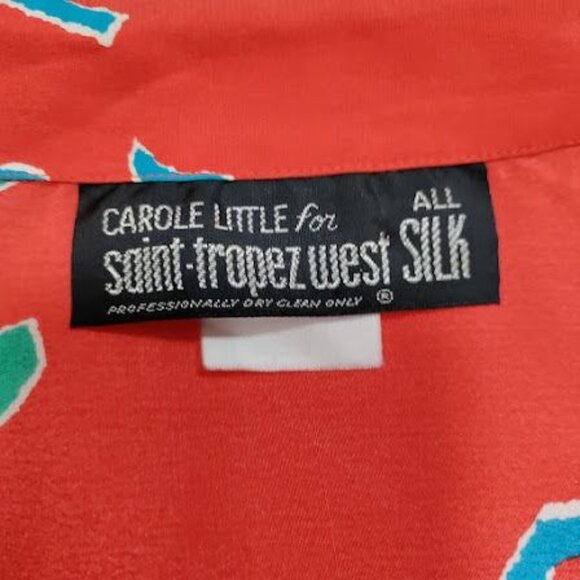 CAROLE LITTLE for ALL
saint-tropez west SILK
PROFESSIONALLY DRY CLEAN ONLY ®